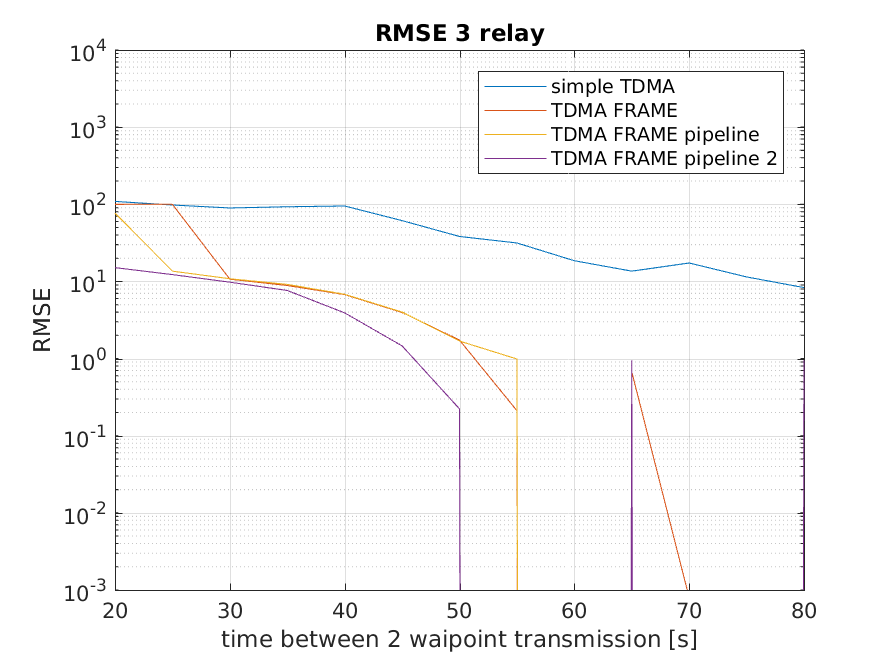 RMSE 3 relay
simple TDMA
TDMA FRAME
TDMA FRAME pipeline
TDMA FRAME pipeline 2
RMSE
10^4
10^3
10^2
10^1
10^0
10^-1
10^-2
10^-3
20 30 40 50 60 70 80
time between 2 waipoint transmission [s]